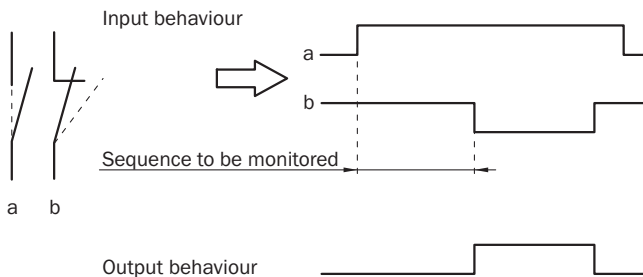 Input behaviour
a
b
Sequence to be monitored
a b
Output behaviour